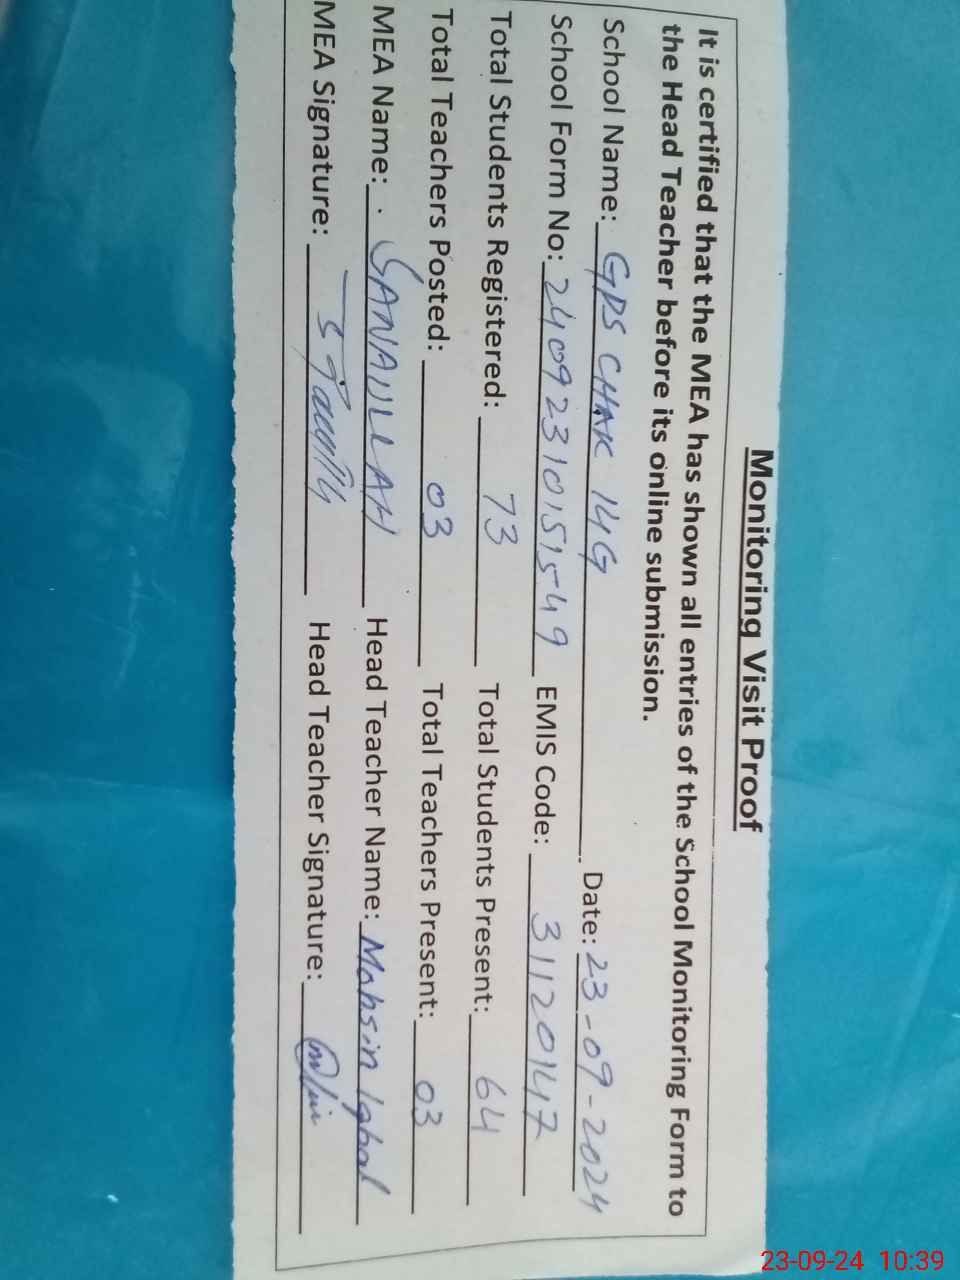 Monitoring Visit Proof
It is certified that the MEA has shown all entries of the School Monitoring Form to
the Head Teacher before its online submission.
School Name: GPS CHAK 14G Date: 23-09-2024
School Form No: 24092310151549 EMIS Code: 31120147
Total Students Registered: 73 Total Students Present: 64
Total Teachers Posted: 03 Total Teachers Present: 03
MEA Name: SANAULLAH Head Teacher Name: Mohsin Iqbal
MEA Signature: Head Teacher Signature:
23-09-24 10:39